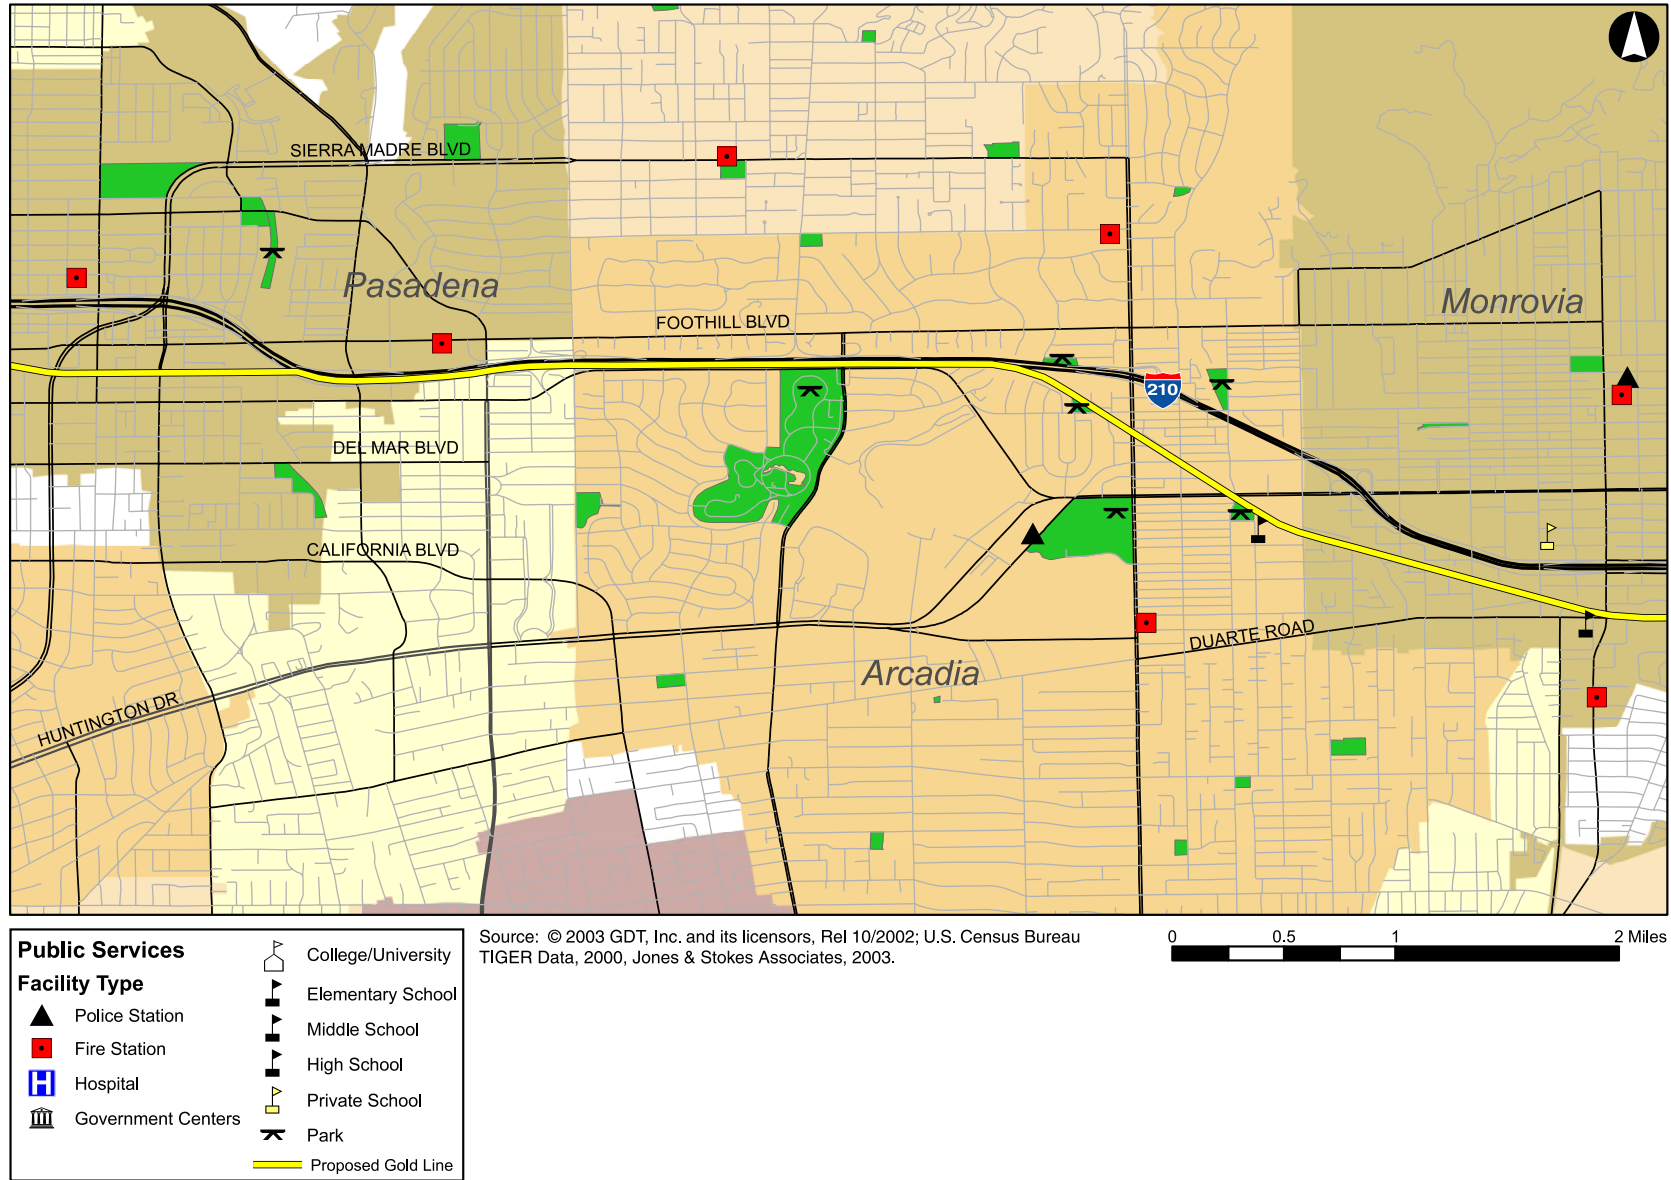 SIERRA MADRE BLVD
Pasadena
Monrovia
FOOTHILL BLVD
210
DEL MAR BLVD
CALIFORNIA BLVD
DUARTE ROAD
Arcadia
HUNTINGTON DR
Public Services
Facility Type
Police Station
Fire Station
H Hospital
Government Centers
College/University
Elementary School
Middle School
High School
Private School
Park
Proposed Gold Line
Source: © 2003 GDT, Inc. and its licensors, Rel 10/2002; U.S. Census Bureau
TIGER Data, 2000, Jones & Stokes Associates, 2003.
0 0.5 1 2 Miles